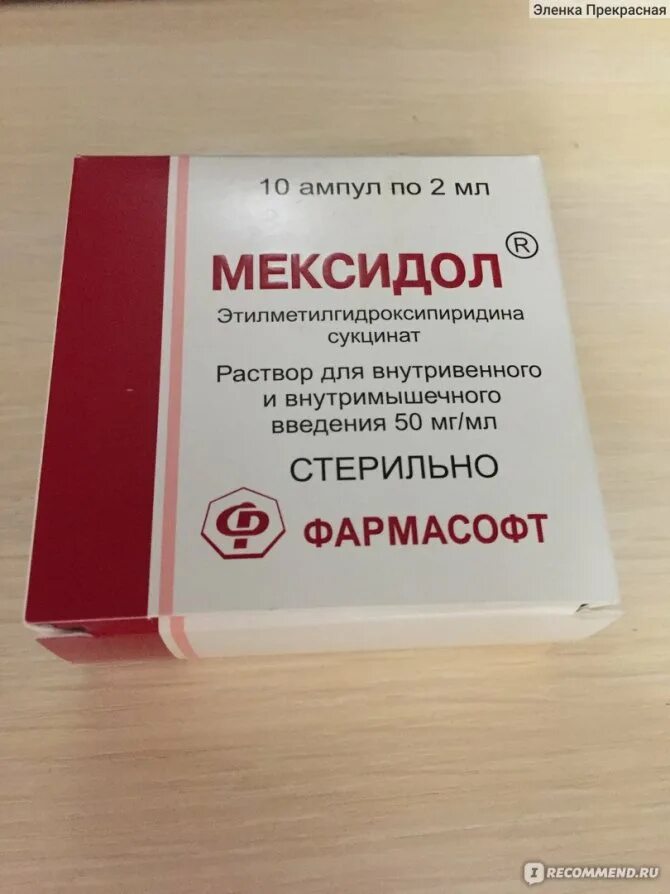 Эленка Прекрасная
10 ампул по 2 мл
МЕКСИДОЛ®
Этилметилгидроксипиридина
сукцинат
Раствор для внутривенного
и внутримышечного
введения 50 мг/мл
СТЕРИЛЬНО
ФАРМАСОФТ
IRECOMMEND.RU